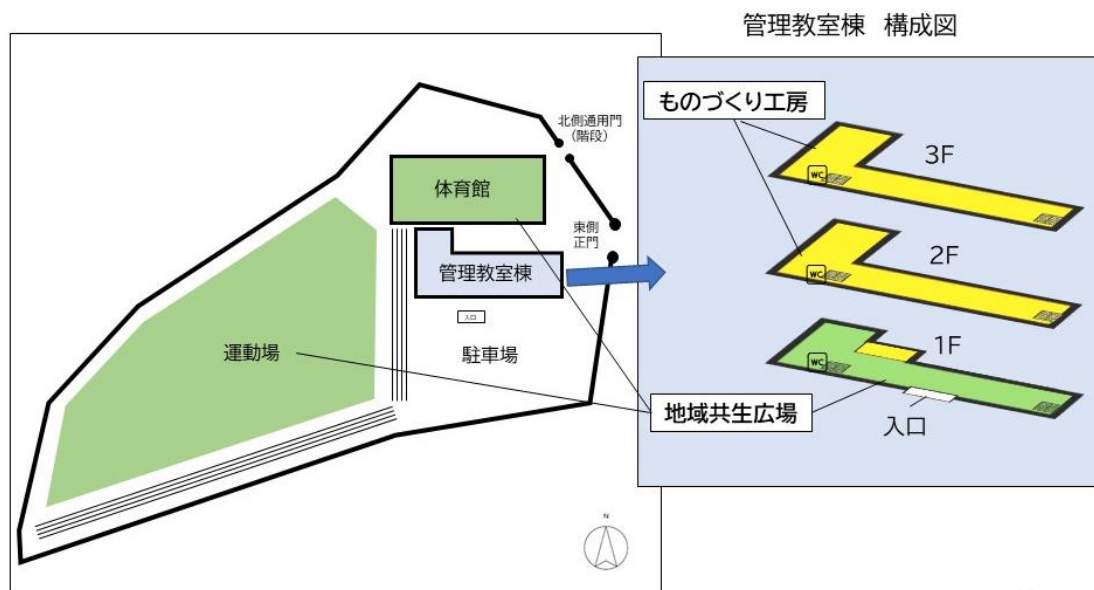 管理教室棟 構成図
北側通用門
（階段）
体育館
東側
正門
管理教室棟
入口
運動場
駐車場
N
ものづくり工房
3F
WC
2F
WC
1F
WC
地域共生広場
入口